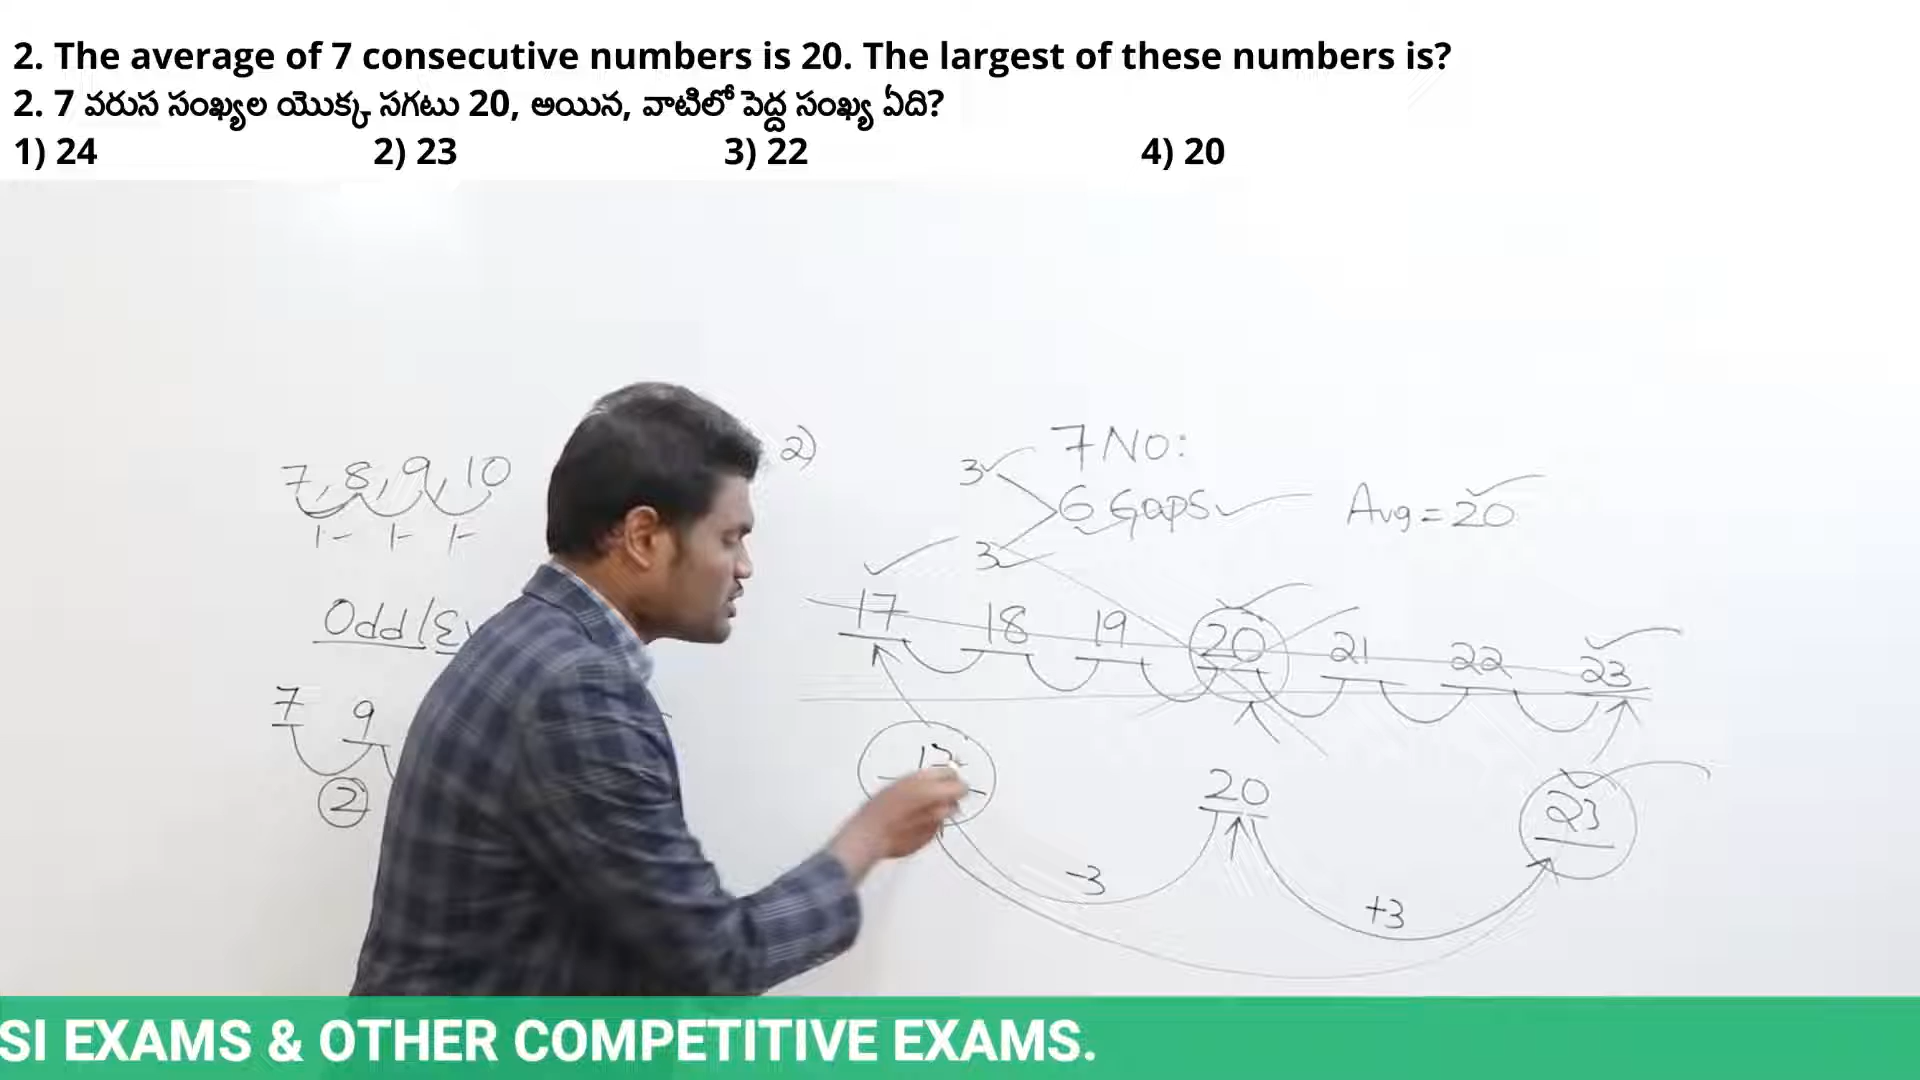 2. The average of 7 consecutive numbers is 20. The largest of these numbers is?
2. 7 వరుస సంఖ్యల యొక్క సగటు 20, అయిన, వాటిలో పెద్ద సంఖ్య ఏది?
1) 24 2) 23 3) 22 4) 20
7, 8, 9, 10
1- 1- 1-
Odd/Ev
7 9
2
2)
7 No:
3
6 Gaps
Avg = 20
3
17 18 19 20 21 22 23
20 23
-3 +3
SI EXAMS & OTHER COMPETITIVE EXAMS.